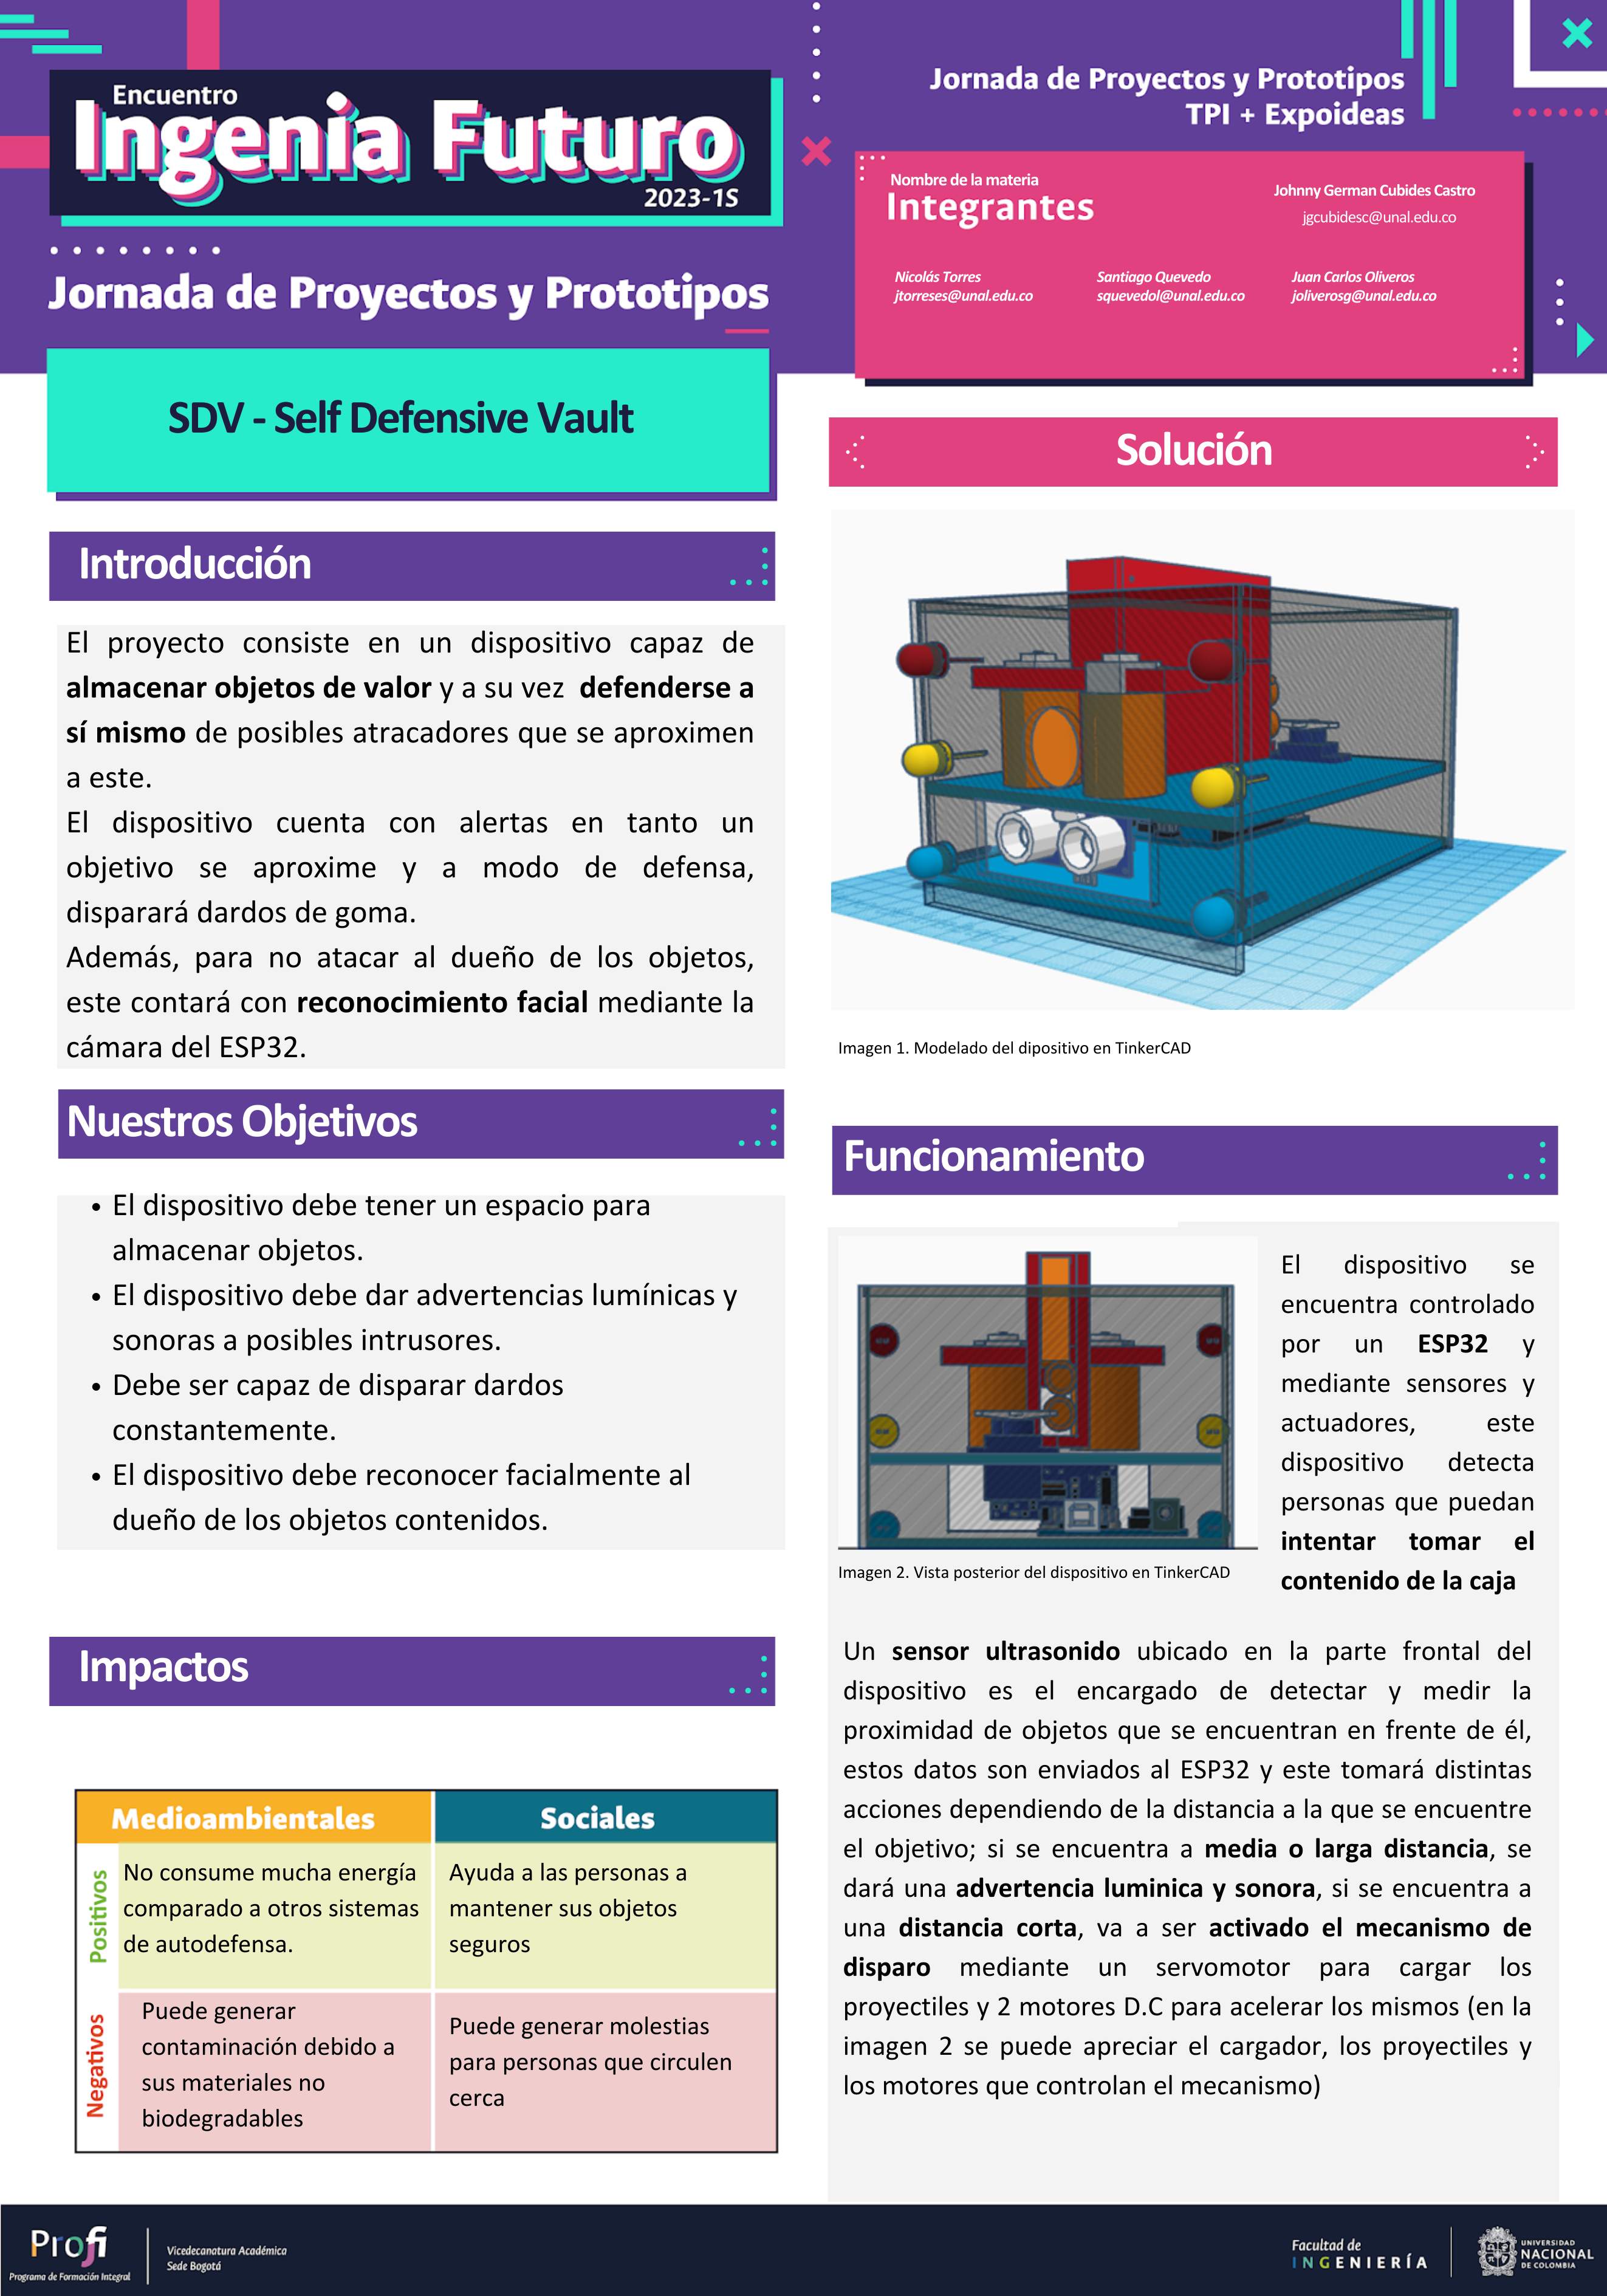 Encuentro
Ingenia Futuro
2023-1S
Jornada de Proyectos y Prototipos
Jornada de Proyectos y Prototipos
TPI + Expoideas
Nombre de la materia
Integrantes
Johnny German Cubides Castro
jgcubidesc@unal.edu.co
Nicolás Torres
jtorreses@unal.edu.co
Santiago Quevedo
squevedol@unal.edu.co
Juan Carlos Oliveros
joliverosg@unal.edu.co
SDV - Self Defensive Vault
Introducción
El proyecto consiste en un dispositivo capaz de
almacenar objetos de valor y a su vez defenderse a
sí mismo de posibles atracadores que se aproximen
a este.
El dispositivo cuenta con alertas en tanto un
objetivo se aproxime y a modo de defensa,
disparará dardos de goma.
Además, para no atacar al dueño de los objetos,
este contará con reconocimiento facial mediante la
cámara del ESP32.
Nuestros Objetivos
• El dispositivo debe tener un espacio para
almacenar objetos.
• El dispositivo debe dar advertencias lumínicas y
sonoras a posibles intrusores.
• Debe ser capaz de disparar dardos
constantemente.
• El dispositivo debe reconocer facialmente al
dueño de los objetos contenidos.
Impactos
Medioambientales
Sociales
Positivos
No consume mucha energía
comparado a otros sistemas
de autodefensa.
Ayuda a las personas a
mantener sus objetos
seguros
Negativos
Puede generar
contaminación debido a
sus materiales no
biodegradables
Puede generar molestias
para personas que circulen
cerca
Solución
Imagen 1. Modelado del dipositivo en TinkerCAD
Funcionamiento
Imagen 2. Vista posterior del dispositivo en TinkerCAD
El dispositivo se
encuentra controlado
por un ESP32 y
mediante sensores y
actuadores, este
dispositivo detecta
personas que puedan
intentar tomar el
contenido de la caja
Un sensor ultrasonido ubicado en la parte frontal del
dispositivo es el encargado de detectar y medir la
proximidad de objetos que se encuentran en frente de él,
estos datos son enviados al ESP32 y este tomará distintas
acciones dependiendo de la distancia a la que se encuentre
el objetivo; si se encuentra a media o larga distancia, se
dará una advertencia luminica y sonora, si se encuentra a
una distancia corta, va a ser activado el mecanismo de
disparo mediante un servomotor para cargar los
proyectiles y 2 motores D.C para acelerar los mismos (en la
imagen 2 se puede apreciar el cargador, los proyectiles y
los motores que controlan el mecanismo)
Profi
Programa de Formación Integral
Vicedecanatura Académica
Sede Bogotá
Facultad de
INGENIERÍA
UNIVERSIDAD
NACIONAL
DE COLOMBIA